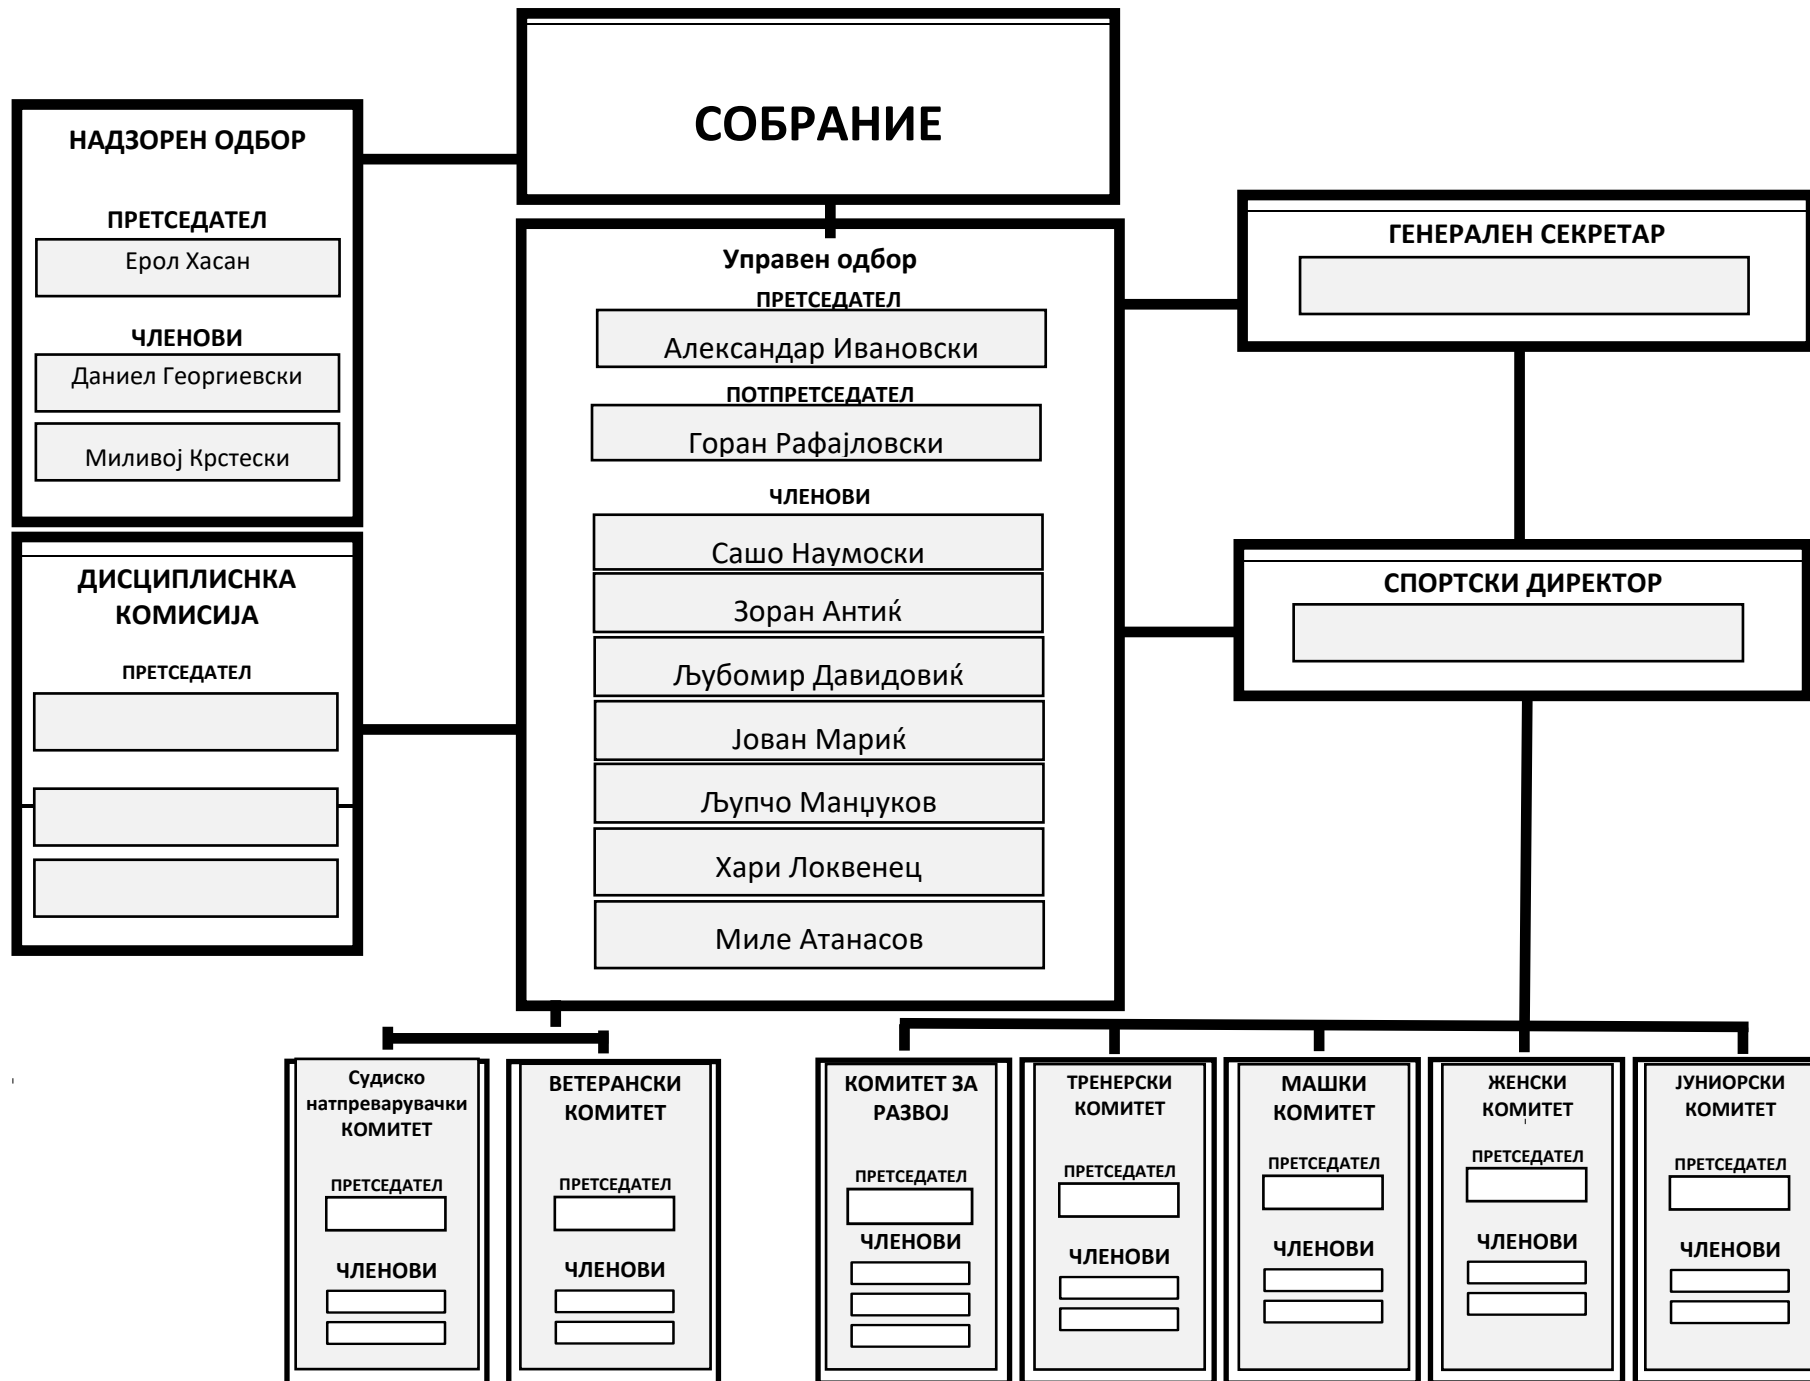 СОБРАНИЕ
НАДЗОРЕН ОДБОР
ПРЕТСЕДАТЕЛ
Ерол Хасан
ЧЛЕНОВИ
Даниел Георгиевски
Миливој Крстески
ДИСЦИПЛИСНКА
КОМИСИЈА
ПРЕТСЕДАТЕЛ
Управен одбор
ПРЕТСЕДАТЕЛ
Александар Ивановски
ПОТПРЕТСЕДАТЕЛ
Горан Рафајловски
ЧЛЕНОВИ
Сашо Наумоски
Зоран Антиќ
Љубомир Давидовиќ
Јован Мариќ
Љупчо Манџуков
Хари Локвенец
Миле Атанасов
ГЕНЕРАЛЕН СЕКРЕТАР
СПОРТСКИ ДИРЕКТОР
Судиско
натпреварувачки
КОМИТЕТ
ПРЕТСЕДАТЕЛ
ЧЛЕНОВИ
ВЕТЕРАНСКИ
КОМИТЕТ
ПРЕТСЕДАТЕЛ
ЧЛЕНОВИ
КОМИТЕТ ЗА
РАЗВОЈ
ПРЕТСЕДАТЕЛ
ЧЛЕНОВИ
ТРЕНЕРСКИ
КОМИТЕТ
ПРЕТСЕДАТЕЛ
ЧЛЕНОВИ
МАШКИ
КОМИТЕТ
ПРЕТСЕДАТЕЛ
ЧЛЕНОВИ
ЖЕНСКИ
КОМИТЕТ
ПРЕТСЕДАТЕЛ
ЧЛЕНОВИ
ЈУНИОРСКИ
КОМИТЕТ
ПРЕТСЕДАТЕЛ
ЧЛЕНОВИ